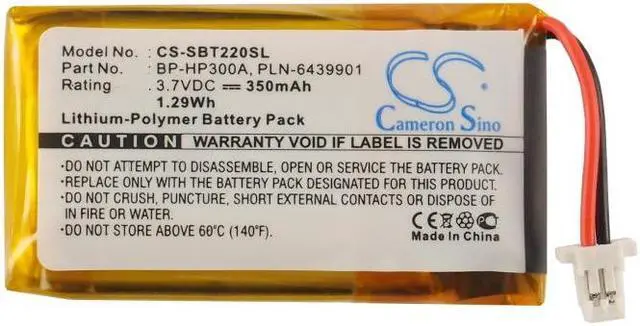 Model No. CS-SBT220SL
Part No. BP-HP300A, PLN-6439901
Rating 3.7VDC ⎓ 350mAh
1.29Wh
Lithium-Polymer Battery Pack
CS
Cameron Sino
CAUTION WARRANTY VOID IF LABEL IS REMOVED
-DO NOT ATTEMPT TO DISSEMBLE, OPEN OR SERVICE THE BATTERY
-REPLACE ONLY WITH A BATTERY PACK DESIGNATED FOR THIS PRODUCT
-DO NOT CRUSH, PUNCTURE, SHORT EXTERNAL CONTACTS OR DISPOSE OF
IN FIRE OR WATER
-DO NOT STORE ABOVE 60°C (140°F).
CE
Made In China